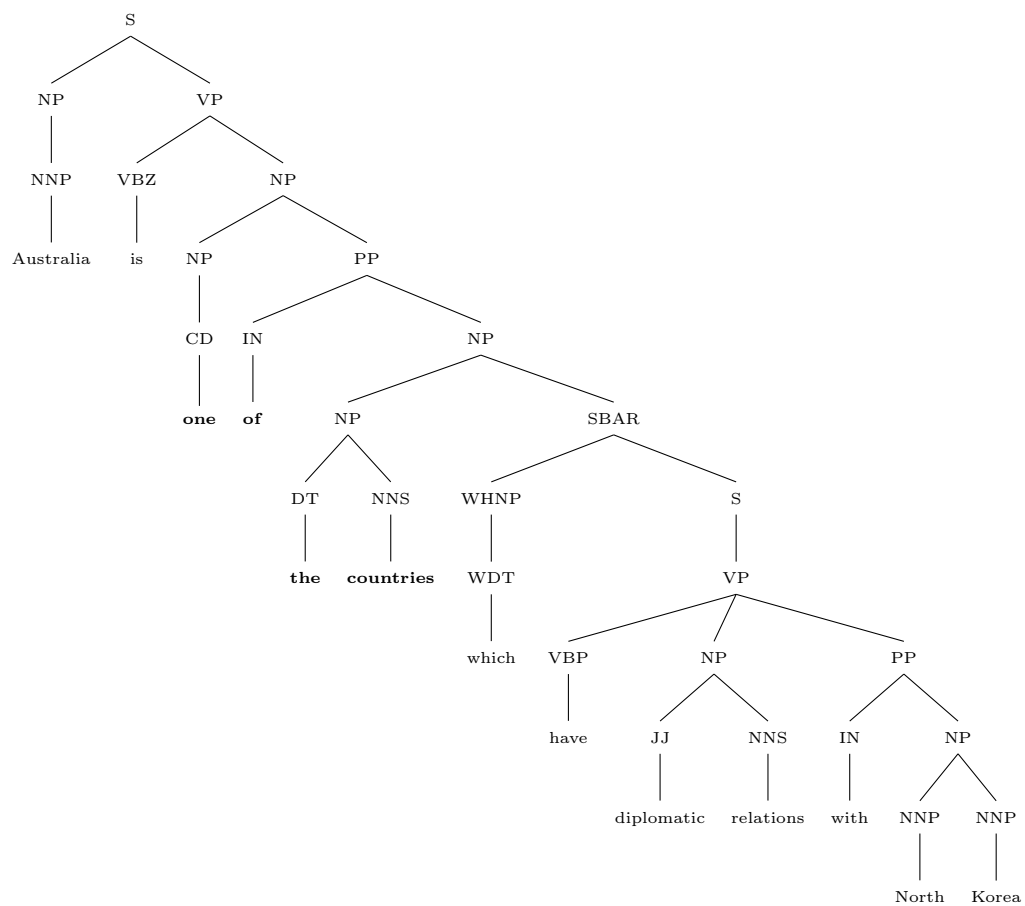 S
NP VP
NNP VBZ NP
Australia is NP PP
CD IN NP
one of NP SBAR
DT NNS WHNP S
the countries WDT VP
which VBP NP PP
have JJ NNS IN NP
diplomatic relations with NNP NNP
North Korea